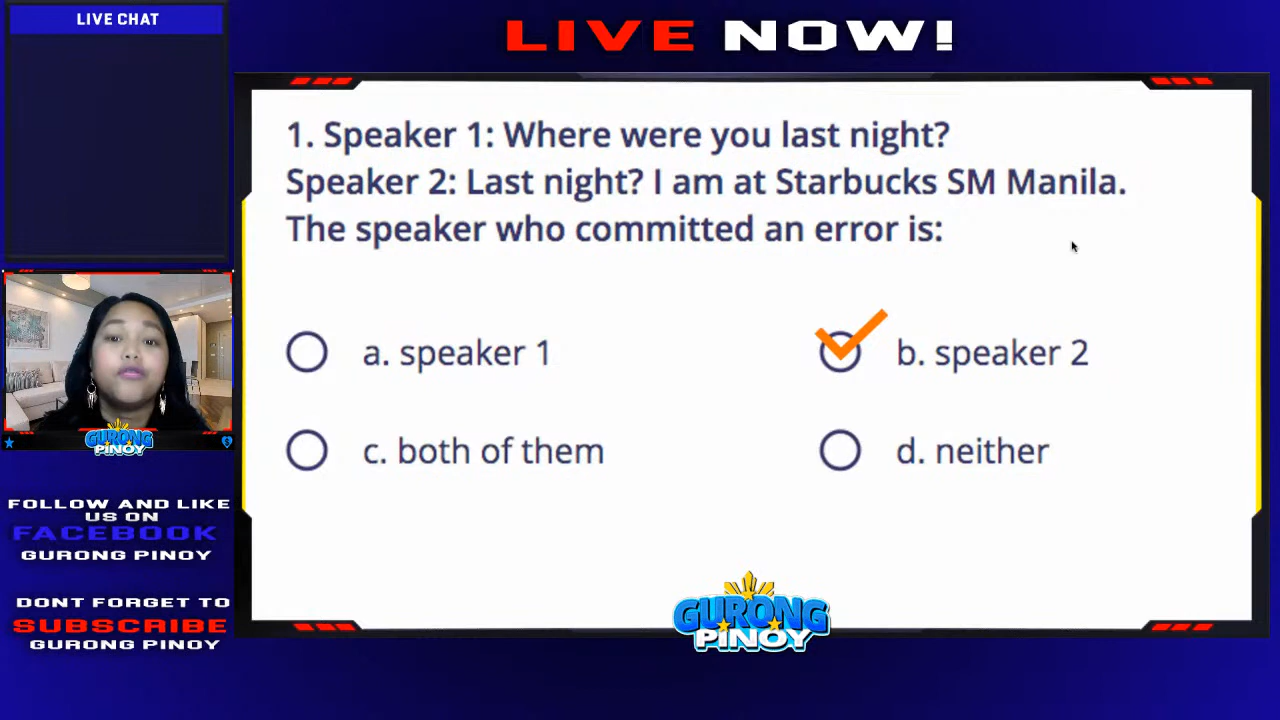 LIVE CHAT
LIVE NOW!
1. Speaker 1: Where were you last night?
Speaker 2: Last night? I am at Starbucks SM Manila.
The speaker who committed an error is:
a. speaker 1
b. speaker 2
c. both of them
d. neither
GURONG
PINOY
FOLLOW AND LIKE
US ON
FACEBOOK
GURONG PINOY
DONT FORGET TO
SUBSCRIBE
GURONG PINOY
GURONG
PINOY